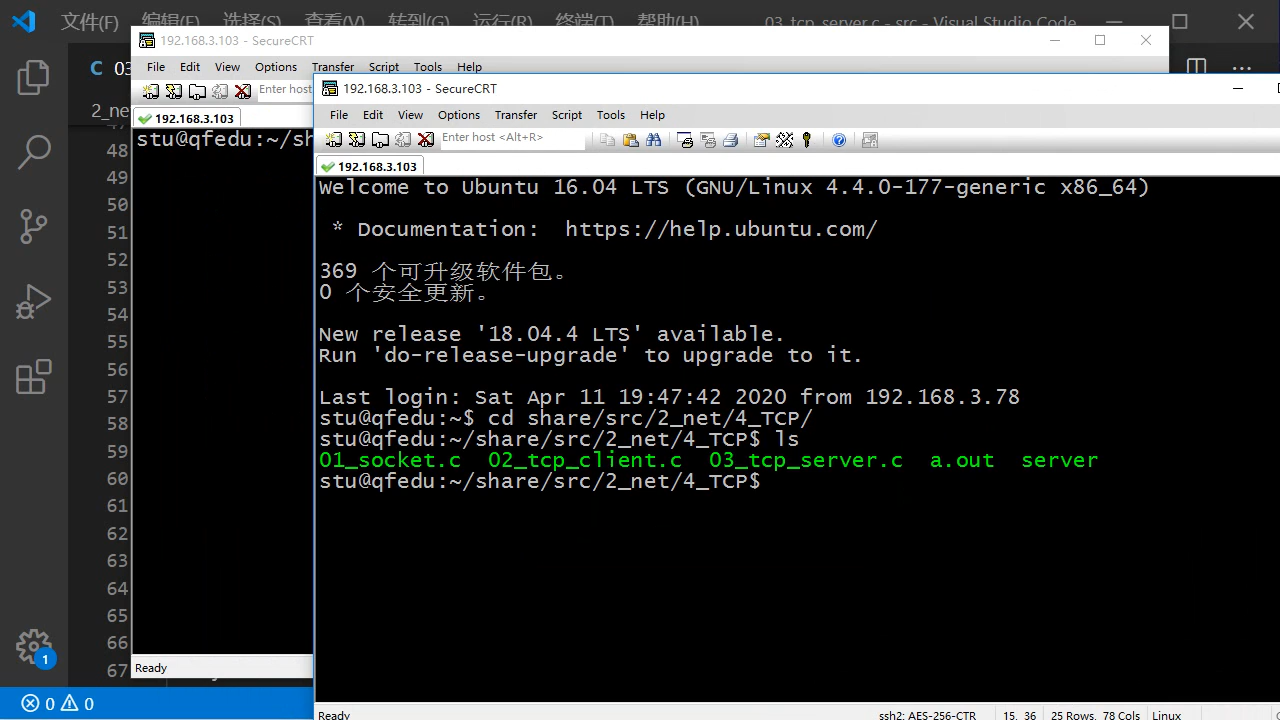 文件(F) 编辑(E) 选择(S) 查看(V) 转到(G) 运行(R) 终端(T) 帮助(H) 03_tcp_server.c - src - Visual Studio Code
192.168.3.103 - SecureCRT
File Edit View Options Transfer Script Tools Help
Enter host
192.168.3.103
stu@qfedu:~/sh
C 03
2_ne
47
48
49
50
51
52
53
54
55
56
57
58
59
60
61
62
63
64
65
66
67
Ready
1
0 0
192.168.3.103 - SecureCRT
File Edit View Options Transfer Script Tools Help
Enter host <Alt+R>
192.168.3.103
Welcome to Ubuntu 16.04 LTS (GNU/Linux 4.4.0-177-generic x86_64)
* Documentation: https://help.ubuntu.com/
369 个可升级软件包。
0 个安全更新。
New release '18.04.4 LTS' available.
Run 'do-release-upgrade' to upgrade to it.
Last login: Sat Apr 11 19:47:42 2020 from 192.168.3.78
stu@qfedu:~$ cd share/src/2_net/4_TCP/
stu@qfedu:~/share/src/2_net/4_TCP$ ls
01_socket.c 02_tcp_client.c 03_tcp_server.c a.out server
stu@qfedu:~/share/src/2_net/4_TCP$
Ready ssh2: AES-256-CTR 15, 36 25 Rows, 78 Cols Linux